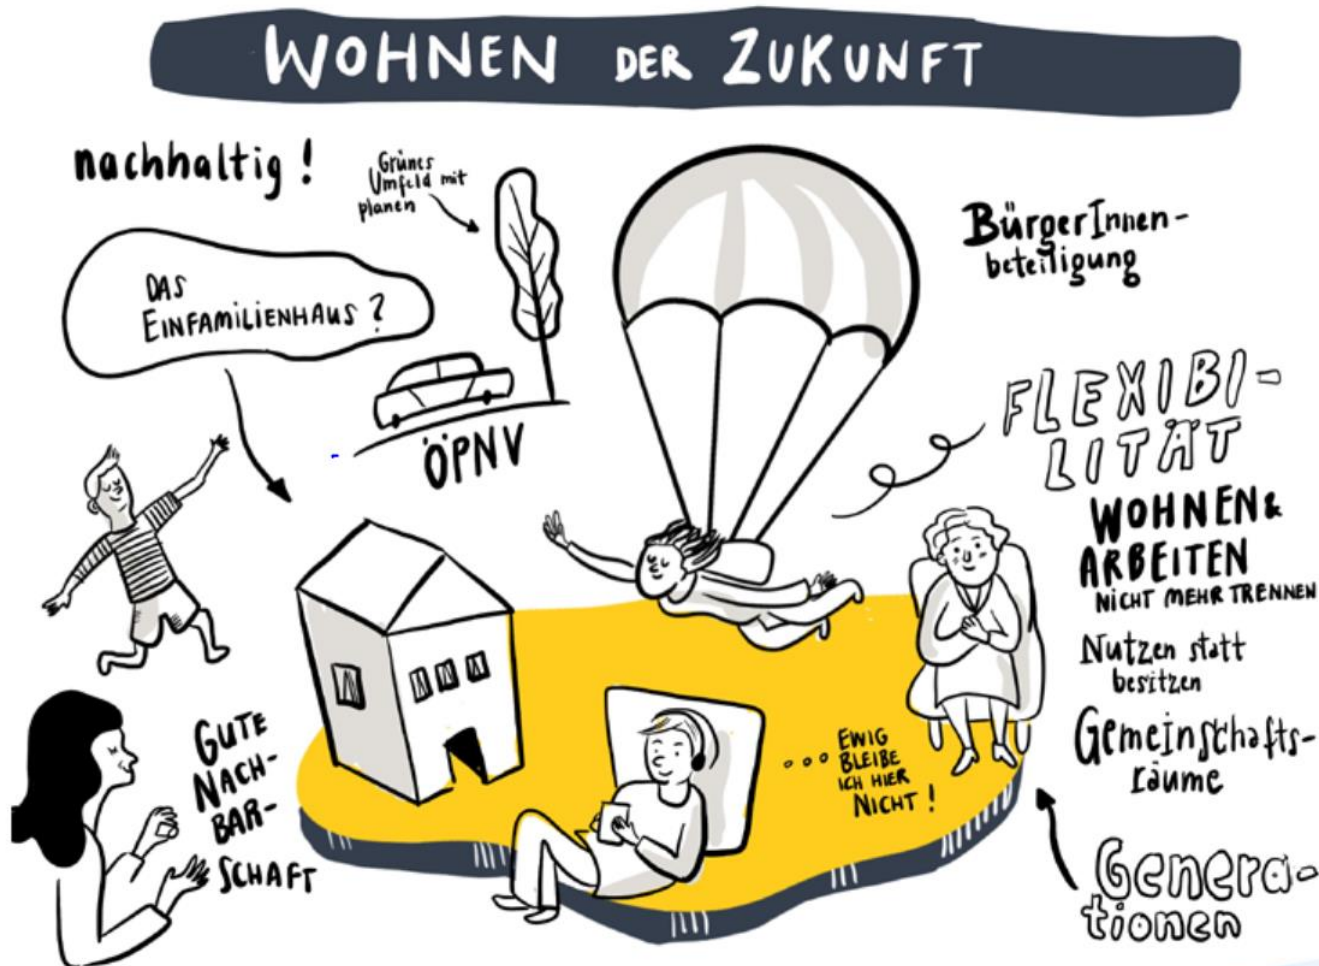 WOHNEN DER ZUKUNFT
nachhaltig!
Grünes
Umfeld mit
planen
DAS
EINFAMILIENHAUS?
ÖPNV
BürgerInnen-
beteiligung
FLEXIBI-
LITÄT
WOHNEN &
ARBEITEN
NICHT MEHR TRENNEN
Nutzen statt
besitzen
Gemeinschafts-
räume
Genera-
tionen
GUTE
NACH-
BAR-
SCHAFT
... EWIG
BLEIBE
ICH HIER
NICHT!